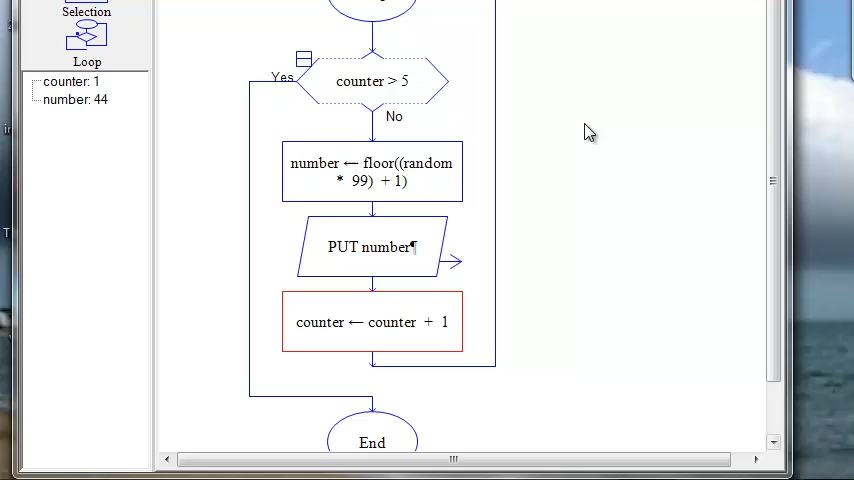 Selection
Loop
counter: 1
number: 44
Yes
counter > 5
No
number ← floor((random
* 99) + 1)
PUT number¶
counter ← counter + 1
End